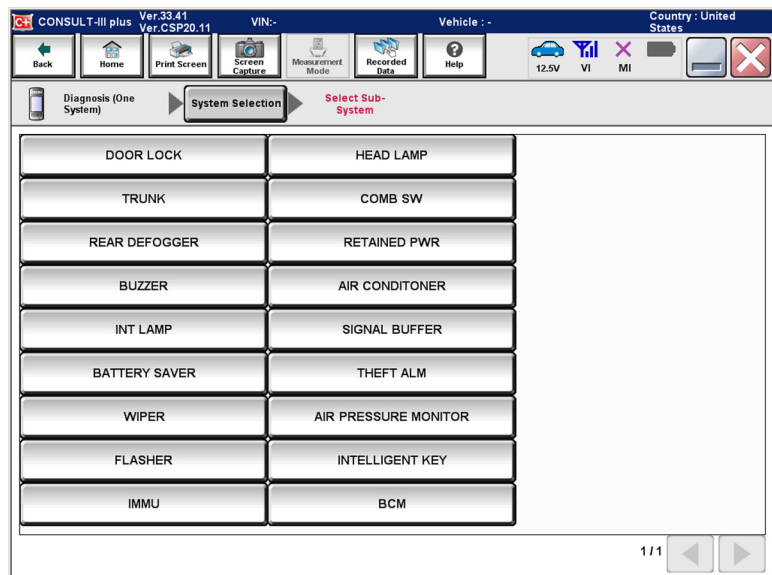 CONSULT-III plus Ver.33.41 VIN:- Vehicle : - Country : United
Ver.CSP20.11 States
Back Home Print Screen Screen Capture Measurement Mode Recorded Data Help 12.5V VI MI
Diagnosis (One System) System Selection Select Sub-System
DOOR LOCK HEAD LAMP
TRUNK COMB SW
REAR DEFOGGER RETAINED PWR
BUZZER AIR CONDITONER
INT LAMP SIGNAL BUFFER
BATTERY SAVER THEFT ALM
WIPER AIR PRESSURE MONITOR
FLASHER INTELLIGENT KEY
IMMU BCM
1/1